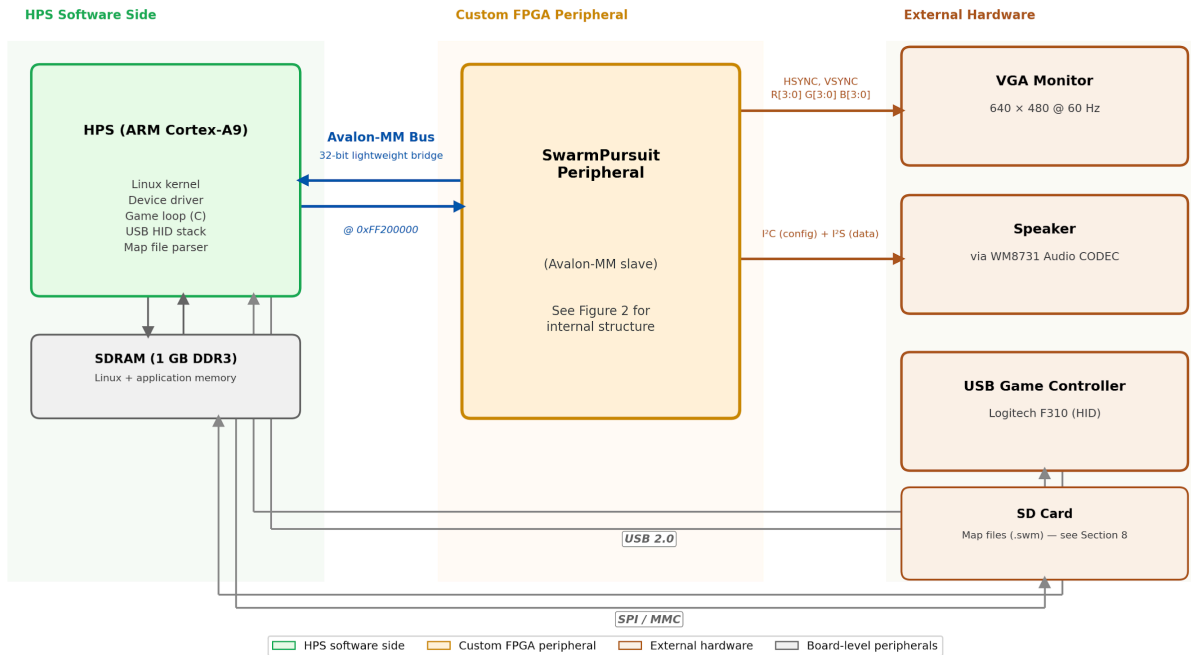 HPS Software Side
Custom FPGA Peripheral
External Hardware
HPS (ARM Cortex-A9)
Linux kernel
Device driver
Game loop (C)
USB HID stack
Map file parser
Avalon-MM Bus
32-bit lightweight bridge
@ 0xFF200000
SwarmPursuit
Peripheral
(Avalon-MM slave)
See Figure 2 for
internal structure
HSYNC, VSYNC
R[3:0] G[3:0] B[3:0]
VGA Monitor
640 × 480 @ 60 Hz
I²C (config) + I²S (data)
Speaker
via WM8731 Audio CODEC
SDRAM (1 GB DDR3)
Linux + application memory
USB Game Controller
Logitech F310 (HID)
SD Card
Map files (.swm) — see Section 8
USB 2.0
SPI / MMC
HPS software side
Custom FPGA peripheral
External hardware
Board-level peripherals